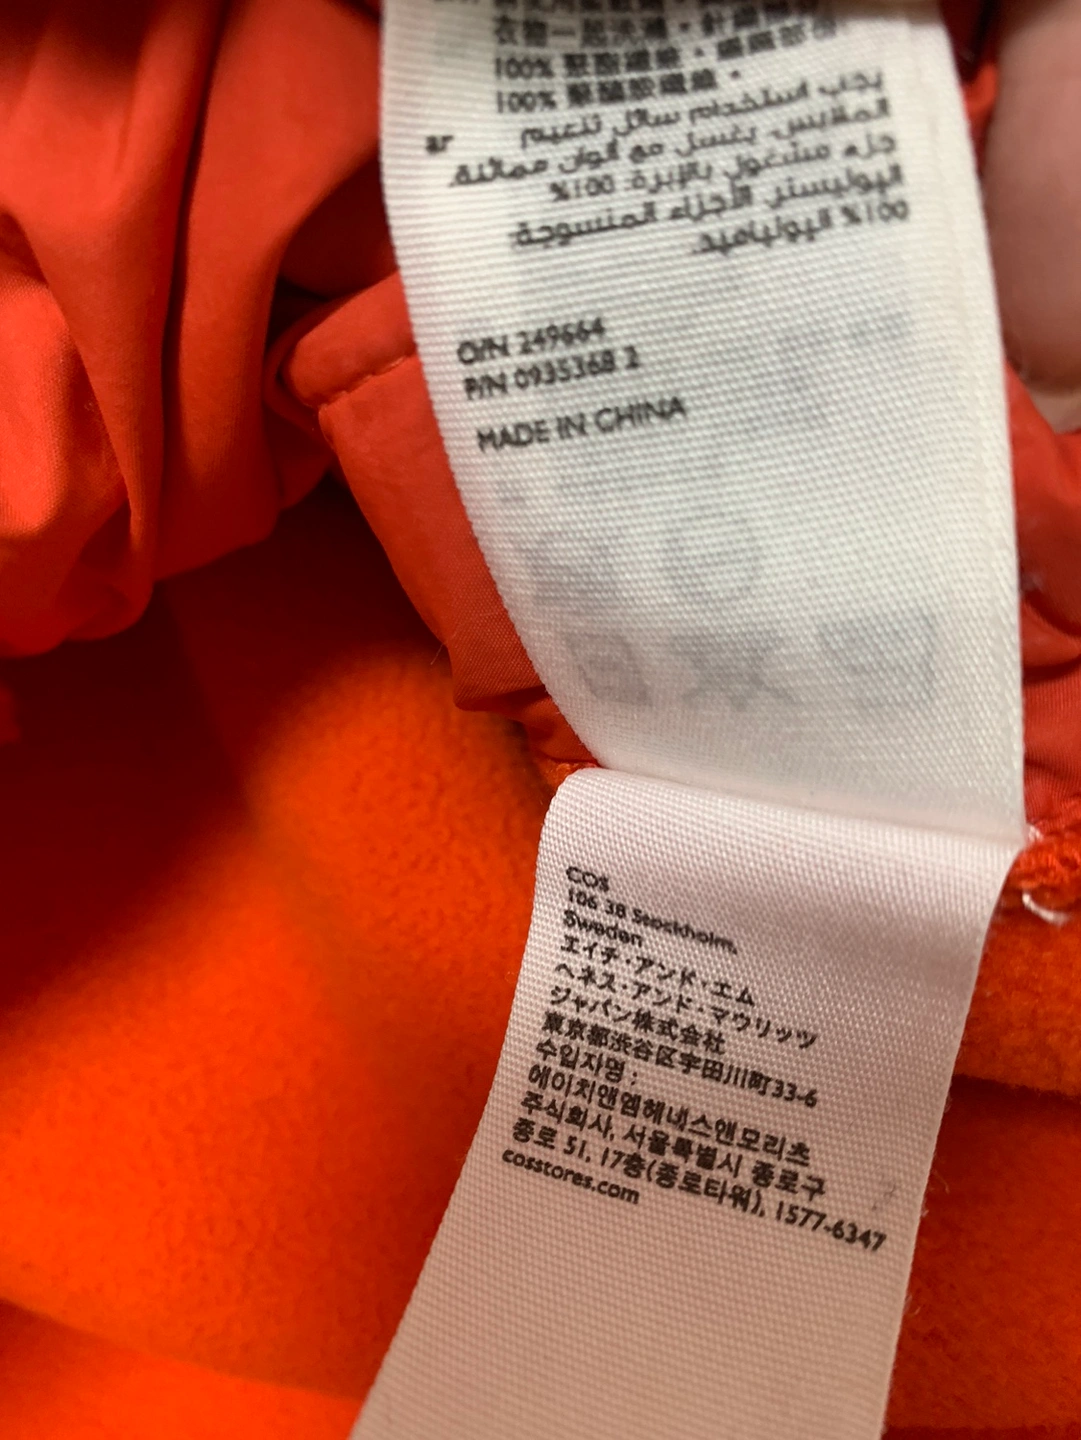 衣物一起洗滌。針織部位
100% 聚酯纖維。織織部位
100% 聚醯胺纖維。
ar يجب استخدام سائل تنعيم
الملابس. يغسل مع ألوان مماثلة.
جزء مشغول بالإبرة: 100%
البوليستر. الأجزاء المنسوجة:
100% البولياميد.
O/N 249664
P/N 0935368 2
MADE IN CHINA
COS
106 38 Stockholm,
Sweden
エイチ・アンド・エム
ヘネス・アンド・マウリッツ
ジャパン株式会社
東京都渋谷区宇田川町33-6
수입자명 :
에이치앤엠헤네스앤모리츠
주식회사, 서울특별시 종로구
종로 51, 17층(종로타워), 1577-6347
cosstores.com